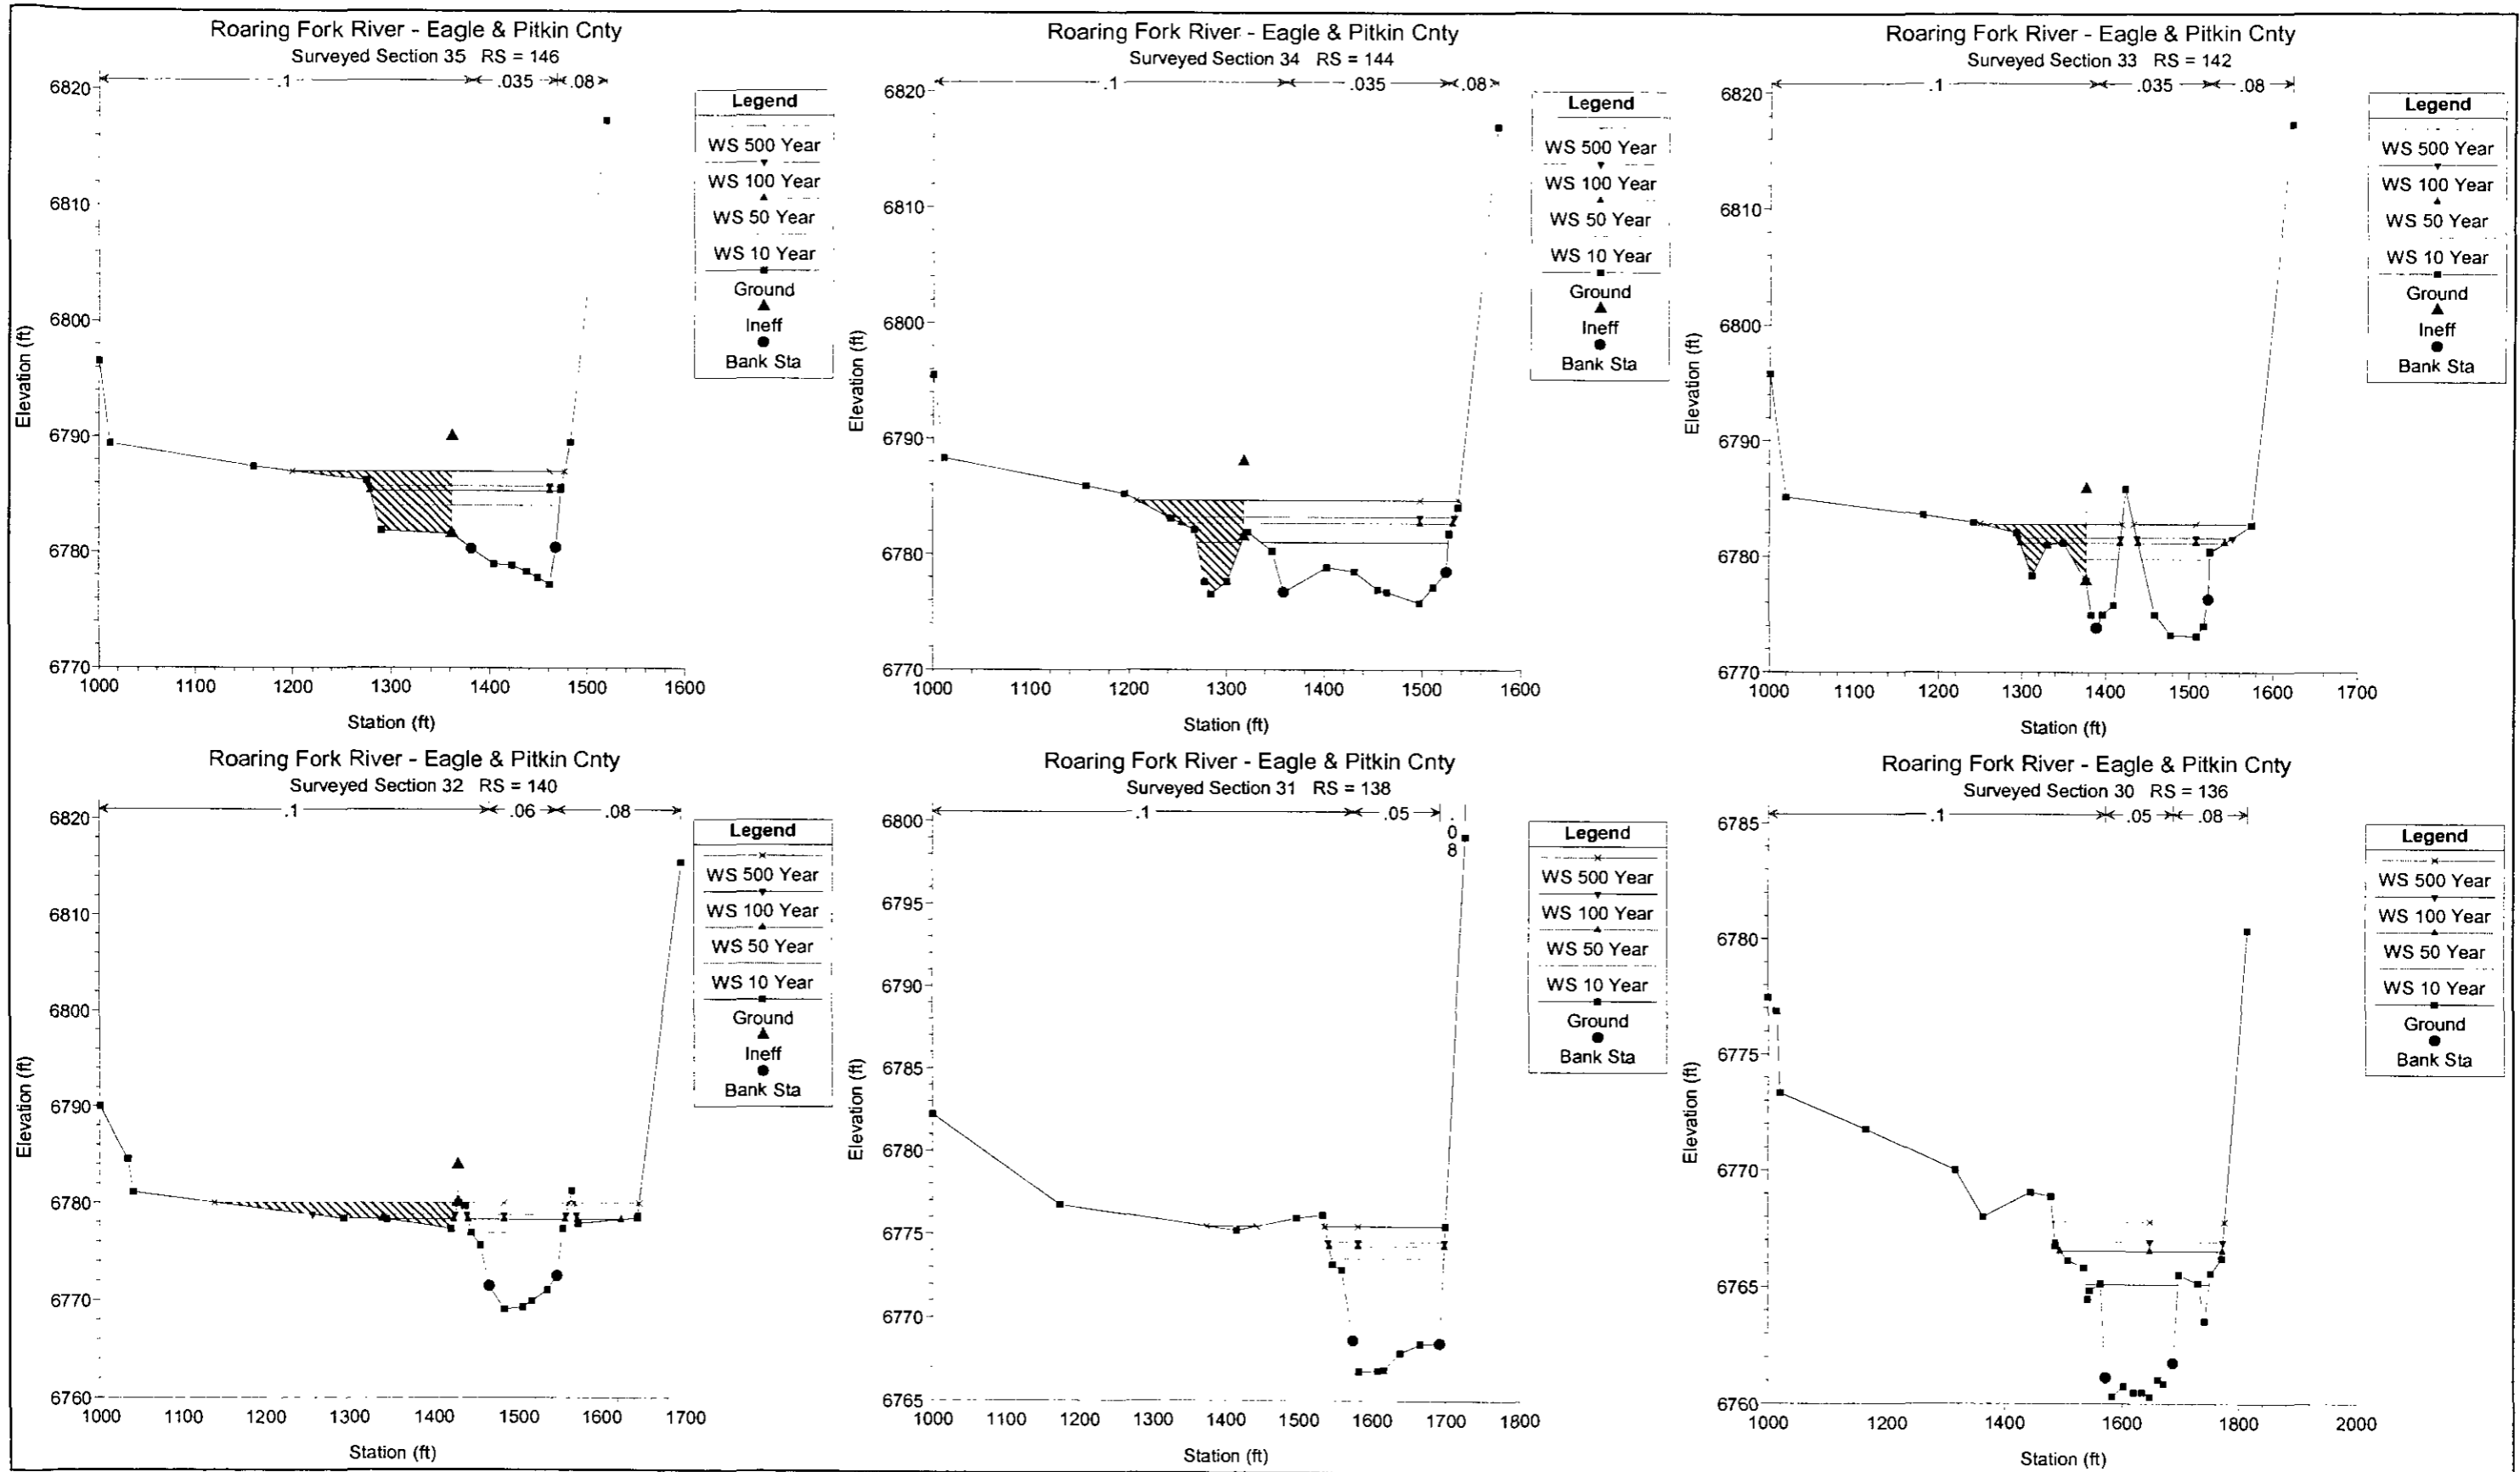 Roaring Fork River - Eagle & Pitkin Cnty
Surveyed Section 35 RS = 146
.1 .035 .08
6820
6810
6800
6790
6780
6770
Elevation (ft)
1000 1100 1200 1300 1400 1500 1600
Station (ft)
Legend
WS 500 Year
WS 100 Year
WS 50 Year
WS 10 Year
Ground
Ineff
Bank Sta
Roaring Fork River - Eagle & Pitkin Cnty
Surveyed Section 34 RS = 144
.1 .035 .08
6820
6810
6800
6790
6780
6770
Elevation (ft)
1000 1100 1200 1300 1400 1500 1600
Station (ft)
Legend
WS 500 Year
WS 100 Year
WS 50 Year
WS 10 Year
Ground
Ineff
Bank Sta
Roaring Fork River - Eagle & Pitkin Cnty
Surveyed Section 33 RS = 142
.1 .035 .08
6820
6810
6800
6790
6780
6770
Elevation (ft)
1000 1100 1200 1300 1400 1500 1600 1700
Station (ft)
Legend
WS 500 Year
WS 100 Year
WS 50 Year
WS 10 Year
Ground
Ineff
Bank Sta
Roaring Fork River - Eagle & Pitkin Cnty
Surveyed Section 32 RS = 140
.1 .06 .08
6820
6810
6800
6790
6780
6770
6760
Elevation (ft)
1000 1100 1200 1300 1400 1500 1600 1700
Station (ft)
Legend
WS 500 Year
WS 100 Year
WS 50 Year
WS 10 Year
Ground
Ineff
Bank Sta
Roaring Fork River - Eagle & Pitkin Cnty
Surveyed Section 31 RS = 138
.1 .05 .08
6800
6795
6790
6785
6780
6775
6770
6765
Elevation (ft)
1000 1100 1200 1300 1400 1500 1600 1700 1800
Station (ft)
Legend
WS 500 Year
WS 100 Year
WS 50 Year
WS 10 Year
Ground
Bank Sta
Roaring Fork River - Eagle & Pitkin Cnty
Surveyed Section 30 RS = 136
.1 .05 .08
6785
6780
6775
6770
6765
6760
Elevation (ft)
1000 1200 1400 1600 1800 2000
Station (ft)
Legend
WS 500 Year
WS 100 Year
WS 50 Year
WS 10 Year
Ground
Bank Sta